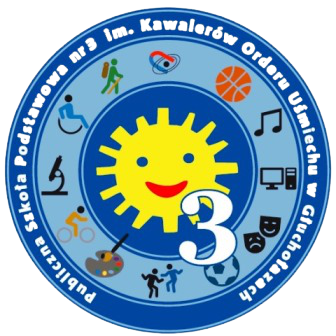 Publiczna Szkoła Podstawowa nr 3 im. Kawalerów Orderu Uśmiechu w Głuchołazach
3